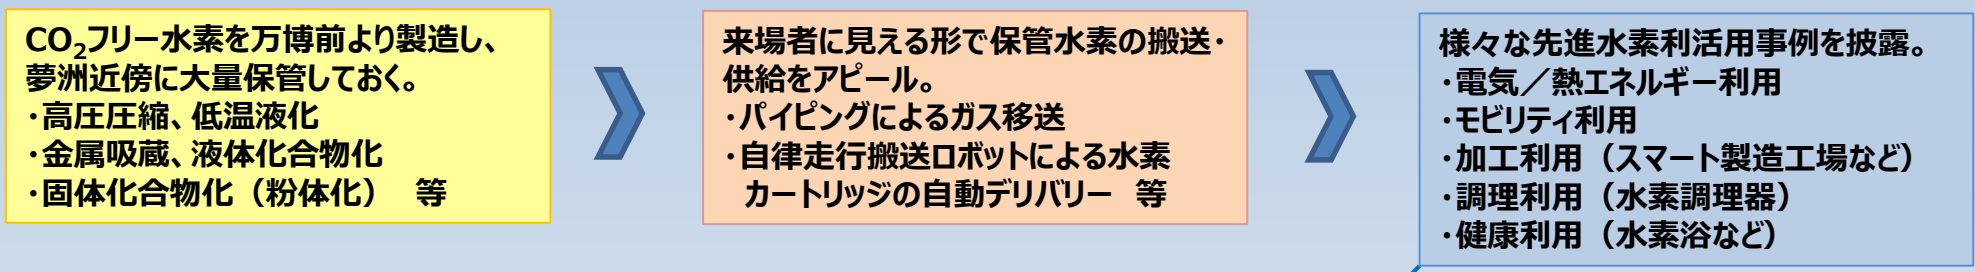 CO₂フリー水素を万博前より製造し、
夢洲近傍に大量保管しておく。
・高圧圧縮、低温液化
・金属吸蔵、液体化合物化
・固体化合物化（粉体化）　等
来場者に見える形で保管水素の搬送・
供給をアピール。
・パイピングによるガス移送
・自律走行搬送ロボットによる水素
カートリッジの自動デリバリー　等
様々な先進水素利活用事例を披露。
・電気／熱エネルギー利用
・モビリティ利用
・加工利用（スマート製造工場など）
・調理利用（水素調理器）
・健康利用（水素浴など）